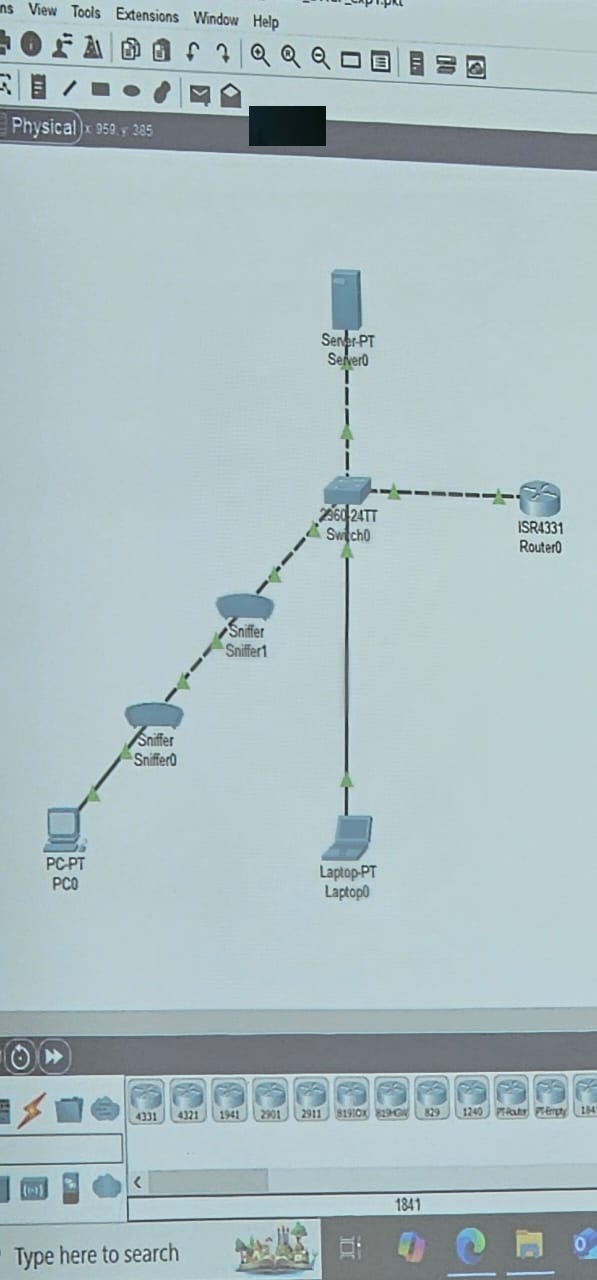 View Tools Extensions Window Help
Physical x: 959, y: 385
Server-PT
Server0
2960-24TT
Switch0
ISR4331
Router0
Sniffer
Sniffer1
Sniffer
Sniffer0
PC-PT
PC0
Laptop-PT
Laptop0
4331 4321 1941 2901 2911 819IOX 819HGW 829 1240 PT-Router PT-Empty 184
1841
Type here to search